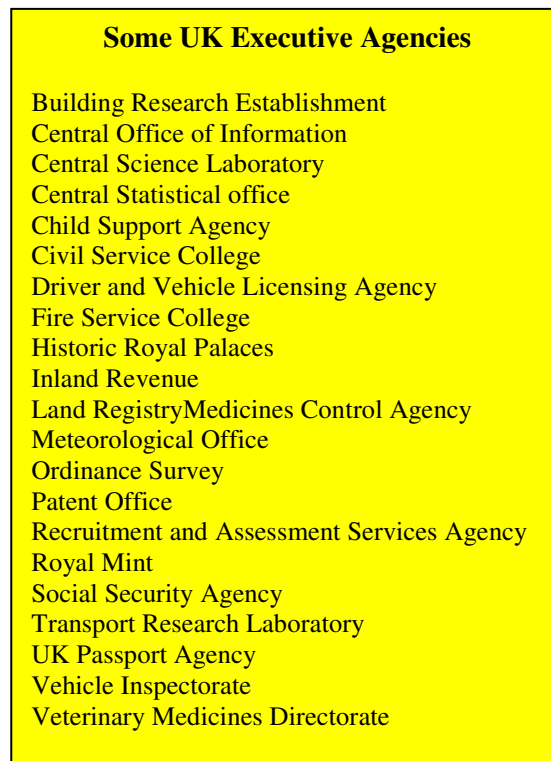 Some UK Executive Agencies
Building Research Establishment
Central Office of Information
Central Science Laboratory
Central Statistical office
Child Support Agency
Civil Service College
Driver and Vehicle Licensing Agency
Fire Service College
Historic Royal Palaces
Inland Revenue
Land RegistryMedicines Control Agency
Meteorological Office
Ordinance Survey
Patent Office
Recruitment and Assessment Services Agency
Royal Mint
Social Security Agency
Transport Research Laboratory
UK Passport Agency
Vehicle Inspectorate
Veterinary Medicines Directorate